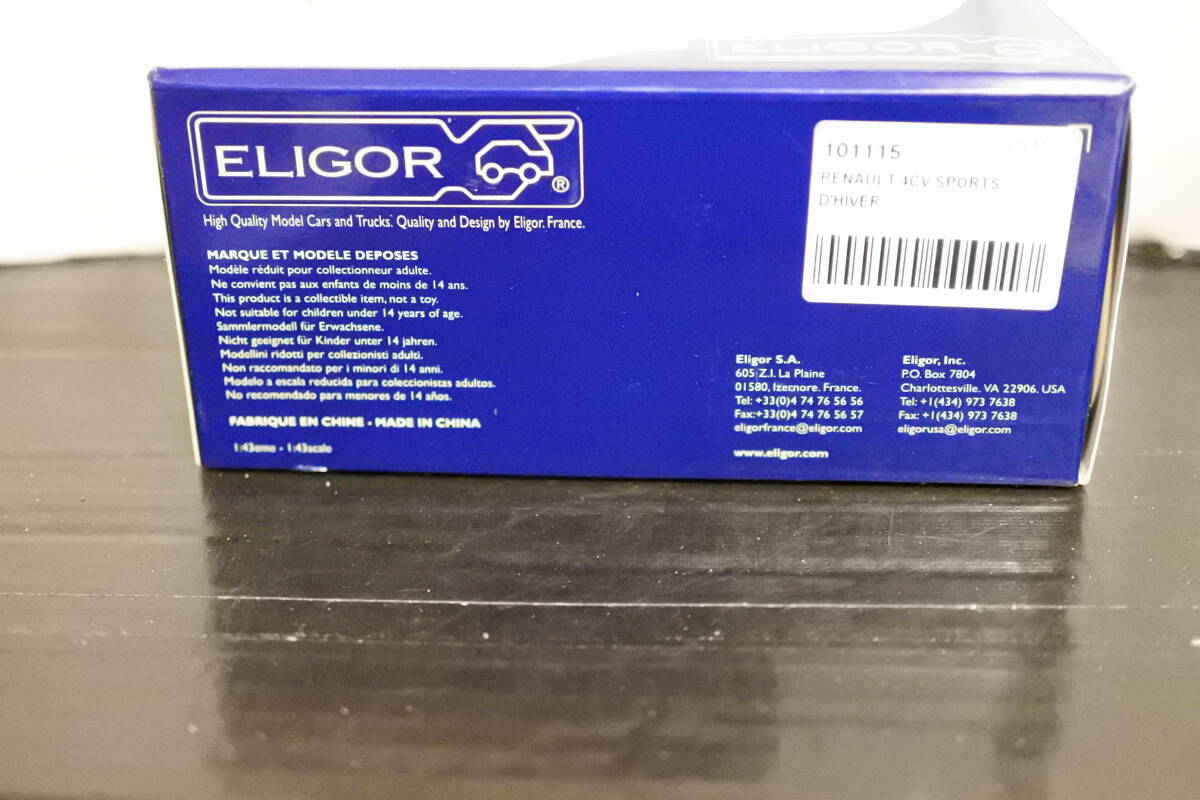 ELIGOR
ELIGOR ®
High Quality Model Cars and Trucks. Quality and Design by Eligor. France.
MARQUE ET MODELE DEPOSES
Modèle réduit pour collectionneur adulte.
Ne convient pas aux enfants de moins de 14 ans.
This product is a collectible item, not a toy.
Not suitable for children under 14 years of age.
Sammlermodell für Erwachsene.
Nicht geeignet für Kinder unter 14 jahren.
Modellini ridotti per collezionisti adulti.
Non raccomandato per i minori di 14 anni.
Modelo a escala reducida para coleccionistas adultos.
No recomendado para menores de 14 años.
FABRIQUE EN CHINE - MADE IN CHINA
1:43eme - 1:43scale
101115
RENAULT 4CV SPORTS
D'HIVER
Eligor S.A.
605 Z.I. La Plaine
01580, Izernore. France.
Tel: +33(0)4 74 76 56 56
Fax:+33(0)4 74 76 56 57
eligorfrance@eligor.com
www.eligor.com
Eligor, Inc.
P.O. Box 7804
Charlottesville. VA 22906. USA
Tel: +1(434) 973 7638
Fax: +1(434) 973 7638
eligorusa@eligor.com